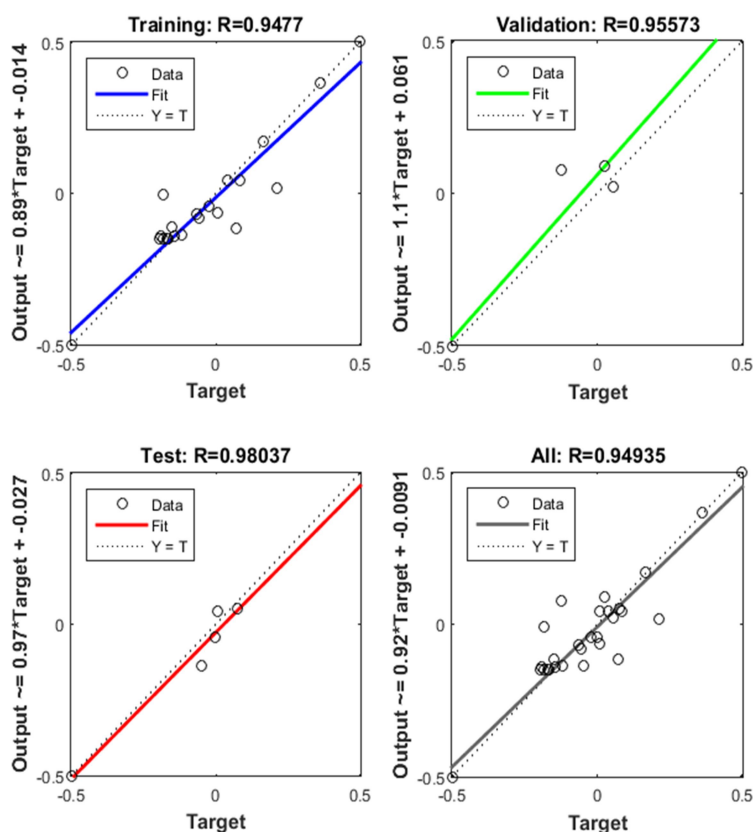 Training: R=0.9477
Output ~= 0.89*Target + -0.014
0.5
0
-0.5
Data
Fit
Y = T
-0.5
0
0.5
Target
Validation: R=0.95573
Output ~= 1.1*Target + 0.061
0.5
0
-0.5
Data
Fit
Y = T
-0.5
0
0.5
Target
Test: R=0.98037
Output ~= 0.97*Target + -0.027
0.5
0
-0.5
Data
Fit
Y = T
-0.5
0
0.5
Target
All: R=0.94935
Output ~= 0.92*Target + -0.0091
0.5
0
-0.5
Data
Fit
Y = T
-0.5
0
0.5
Target